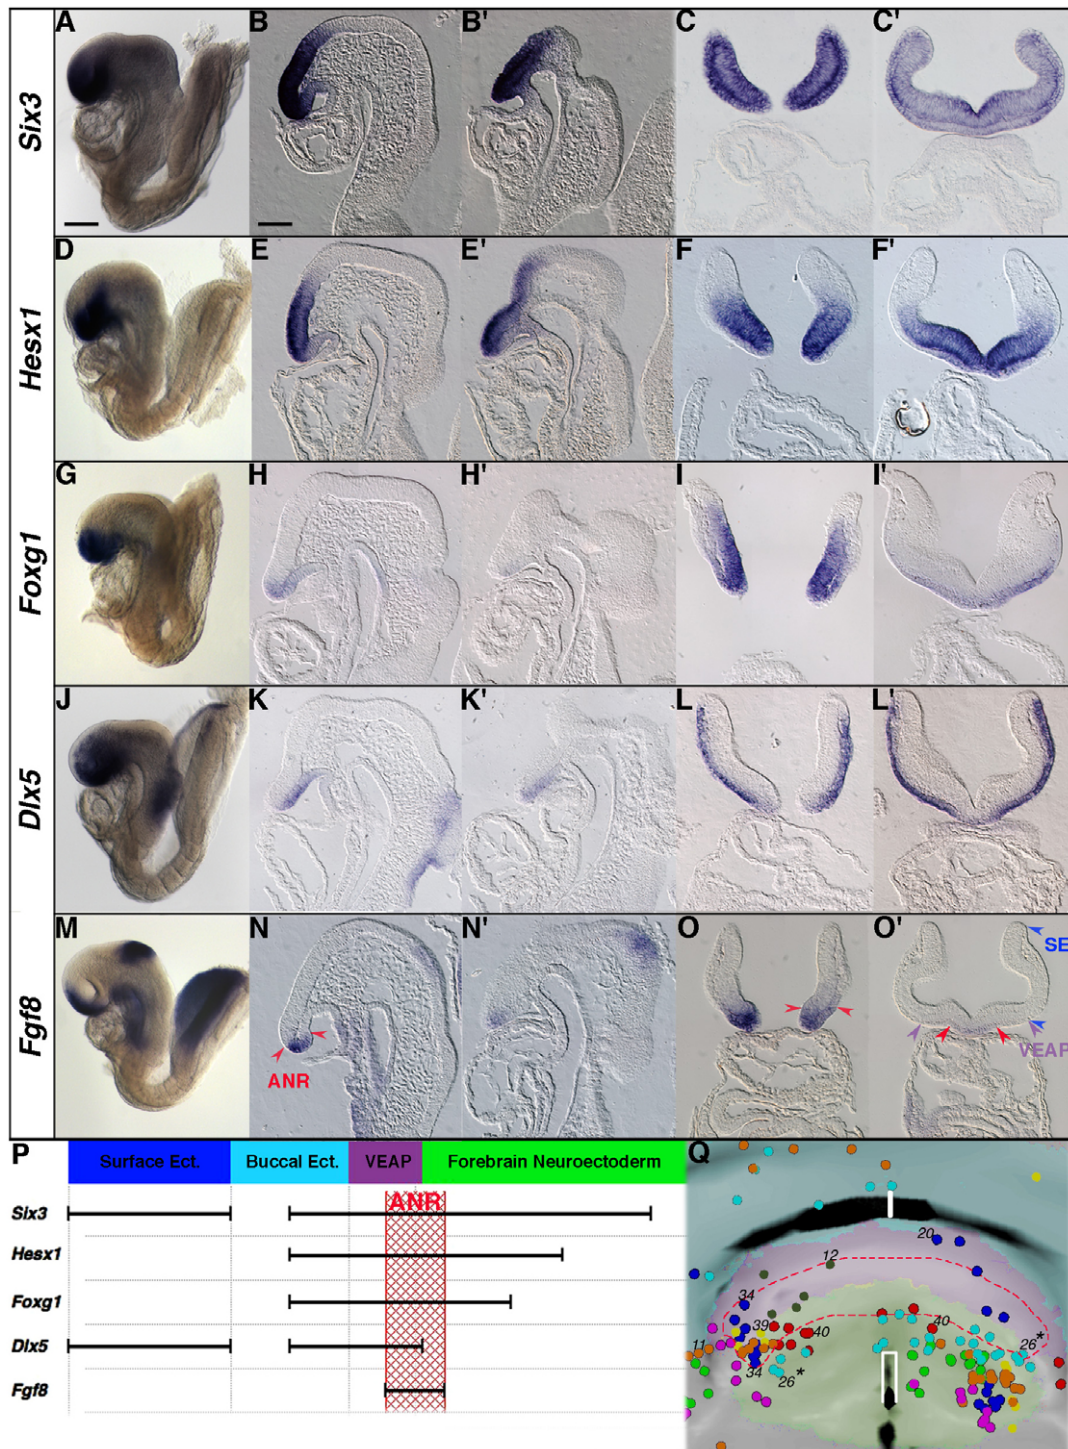 A B B' C C'
Six3
D E E' F F'
Hesx1
G H H' I I'
Foxg1
J K K' L L'
Dlx5
M N N' O O'
Fgf8
SE
ANR
VEAP
P Surface Ect. Buccal Ect. VEAP Forebrain Neuroectoderm Q
ANR
Six3
Hesx1
Foxg1
Dlx5
Fgf8
20
12
34
39
40
40
11
26*
34
26*